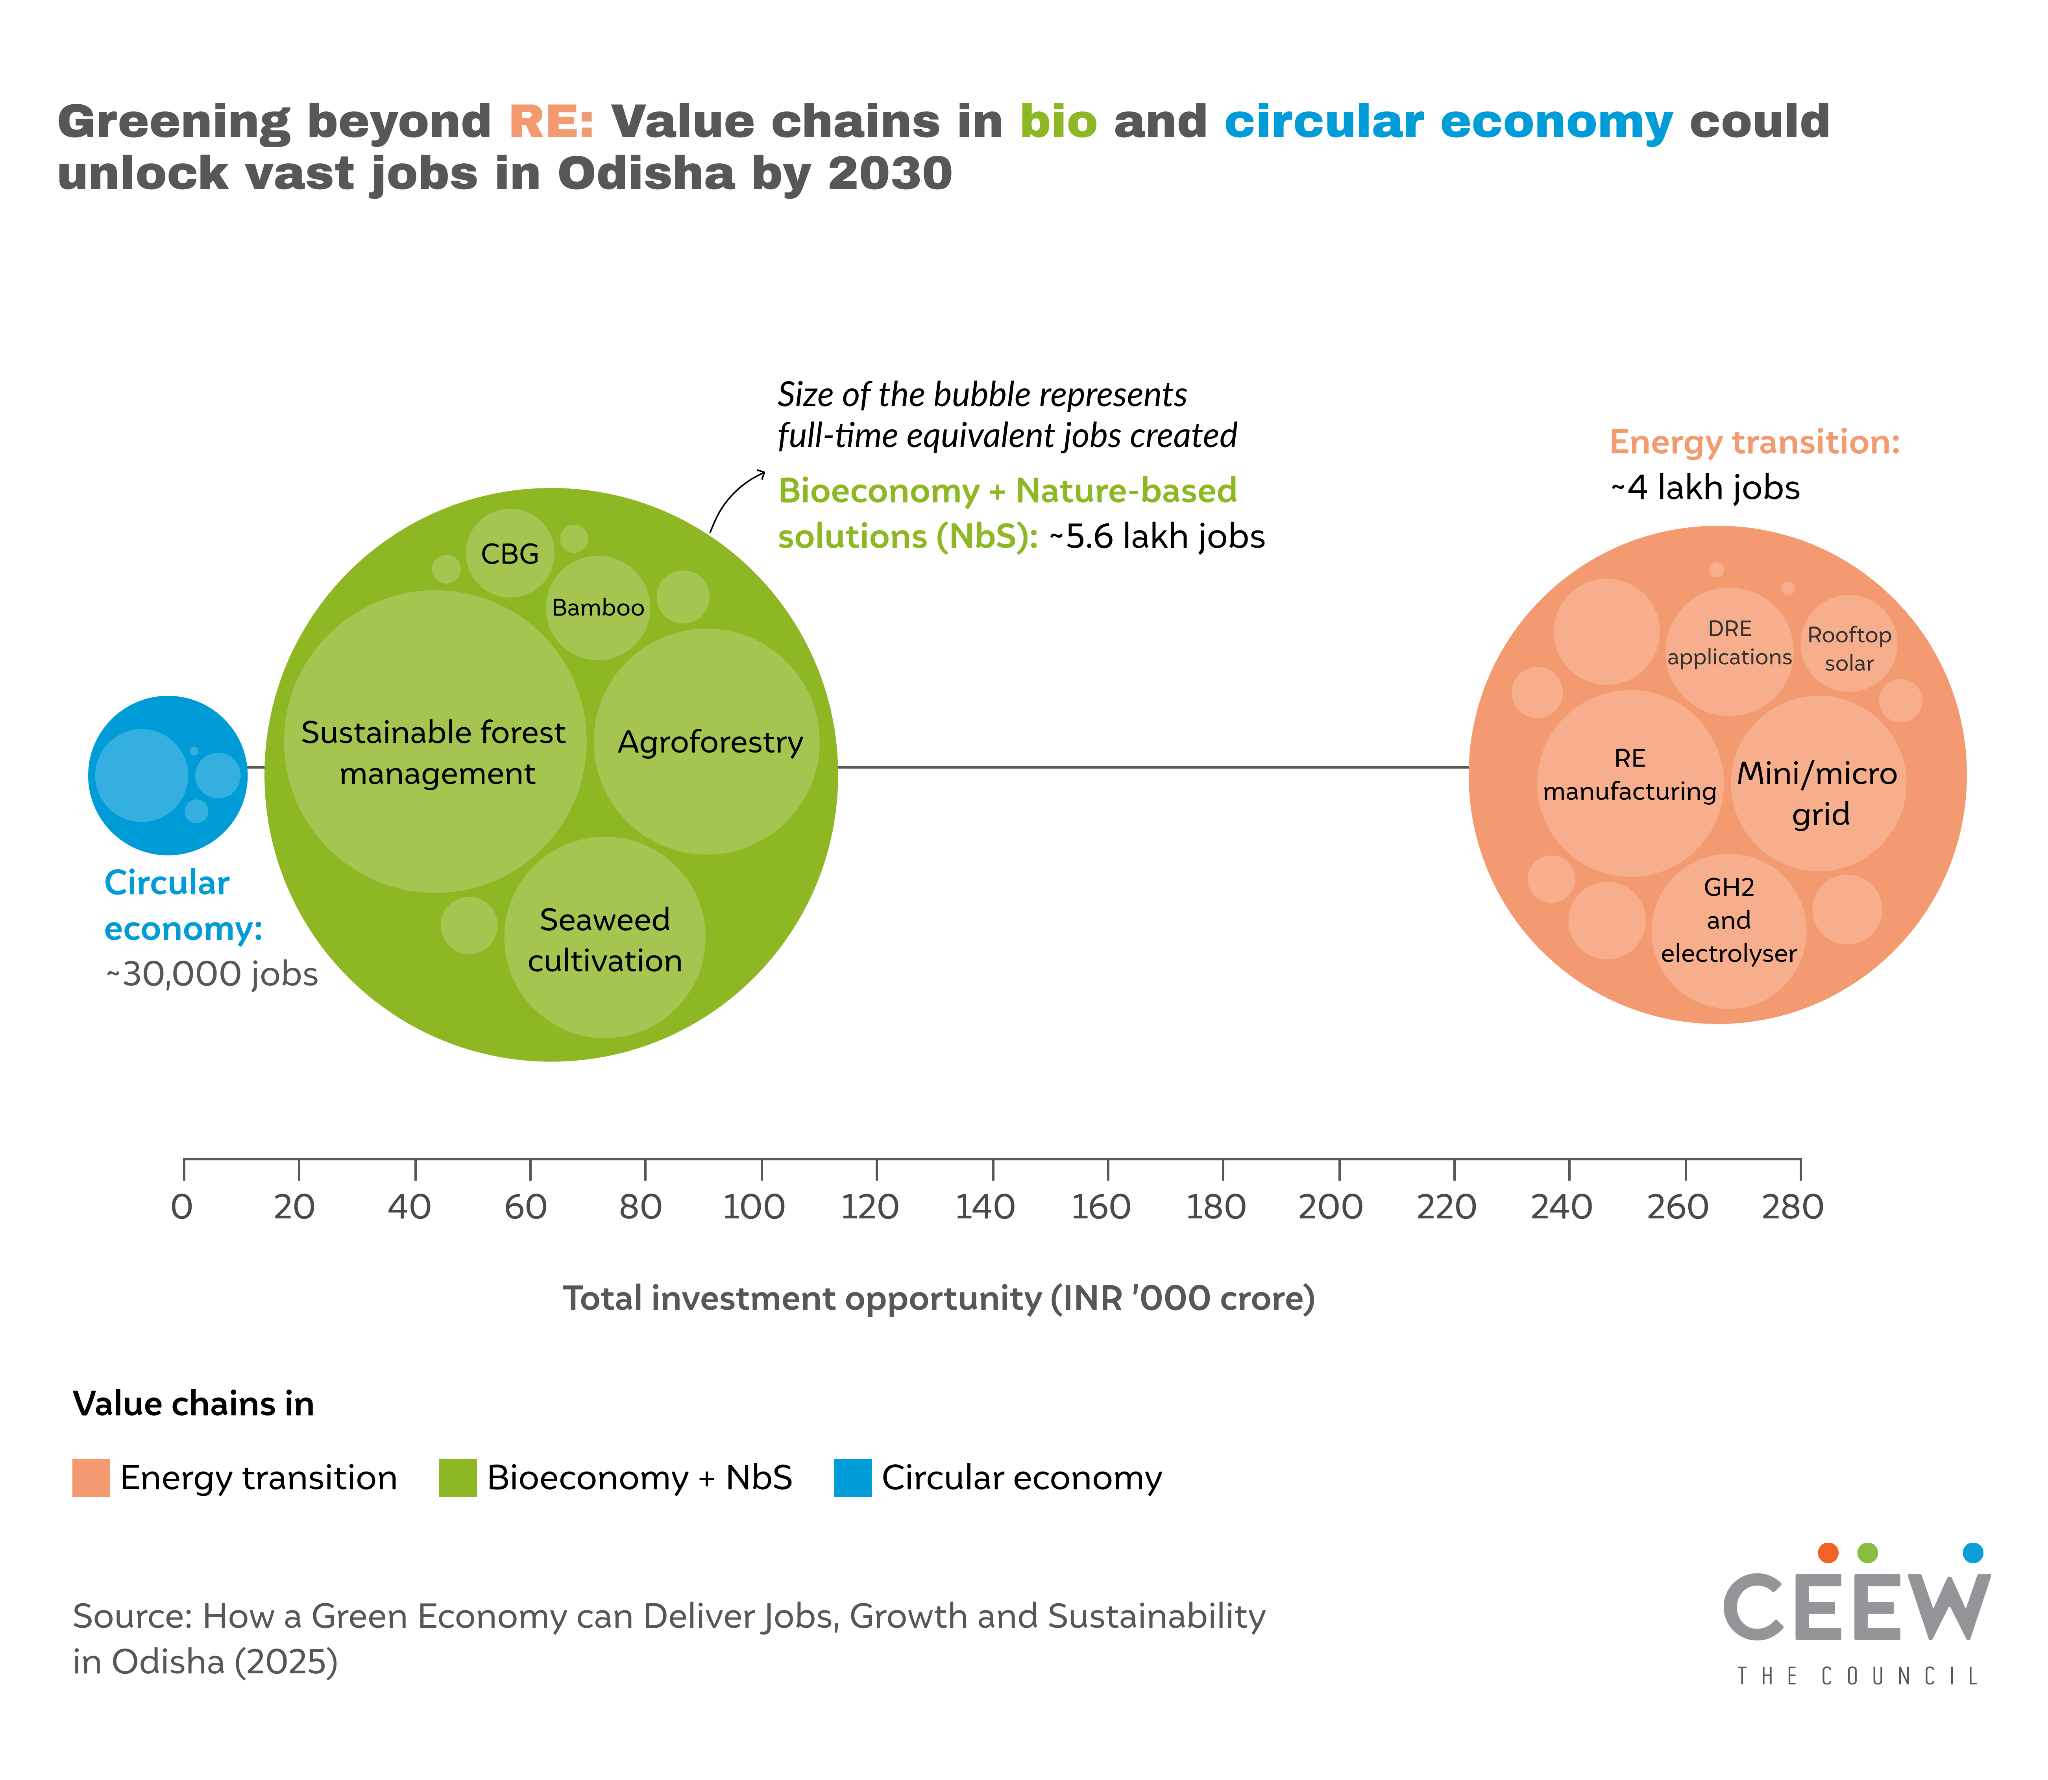 Greening beyond RE: Value chains in bio and circular economy could
unlock vast jobs in Odisha by 2030
Size of the bubble represents
full-time equivalent jobs created
Bioeconomy + Nature-based
solutions (NbS): ~5.6 lakh jobs
Energy transition:
~4 lakh jobs
CBG
Bamboo
Sustainable forest
management
Agroforestry
Seaweed
cultivation
DRE
applications
Rooftop
solar
RE
manufacturing
Mini/micro
grid
GH2
and
electrolyser
Circular
economy:
~30,000 jobs
0 20 40 60 80 100 120 140 160 180 200 220 240 260 280
Total investment opportunity (INR '000 crore)
Value chains in
Energy transition
Bioeconomy + NbS
Circular economy
Source: How a Green Economy can Deliver Jobs, Growth and Sustainability
in Odisha (2025)
CEEW
THE COUNCIL